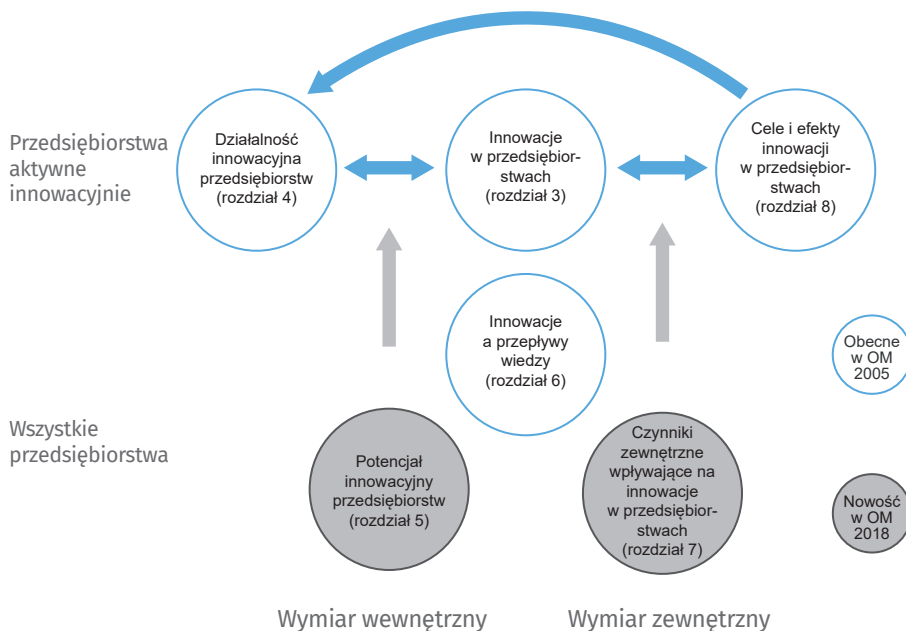 Przedsiębiorstwa
aktywne
innowacyjnie
Działalność
innowacyjna
przedsiębiorstw
(rozdział 4)
Innowacje
w przedsiębior-
stwach
(rozdział 3)
Cele i efekty
innowacji
w przedsiębior-
stwach
(rozdział 8)
Innowacje
a przepływy
wiedzy
(rozdział 6)
Obecne
w OM
2005
Wszystkie
przedsiębiorstwa
Potencjał
innowacyjny
przedsiębiorstw
(rozdział 5)
Czynniki
zewnętrzne
wpływające na
innowacje
w przedsiębior-
stwach
(rozdział 7)
Nowość
w OM
2018
Wymiar wewnętrzny
Wymiar zewnętrzny